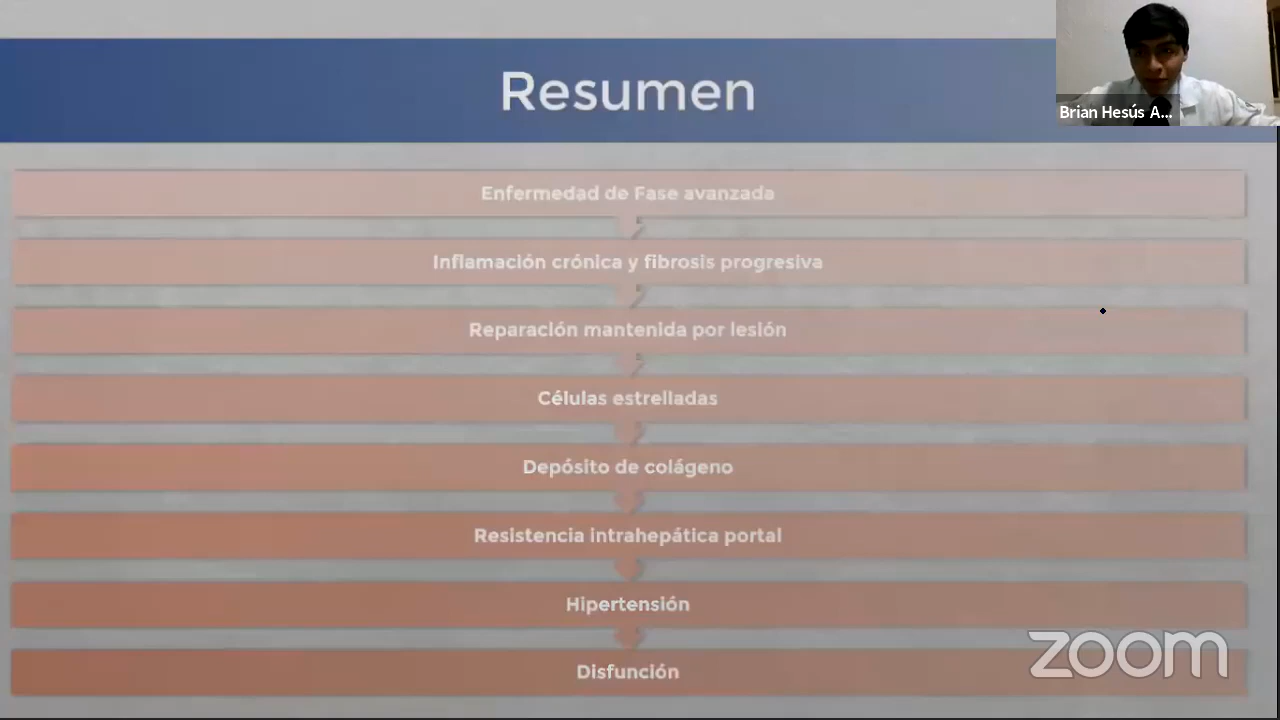 Resumen
Brian Hesús A...
Enfermedad de Fase avanzada
Inflamación crónica y fibrosis progresiva
Reparación mantenida por lesión
Células estrelladas
Depósito de colágeno
Resistencia intrahepática portal
Hipertensión
Disfunción
zoom